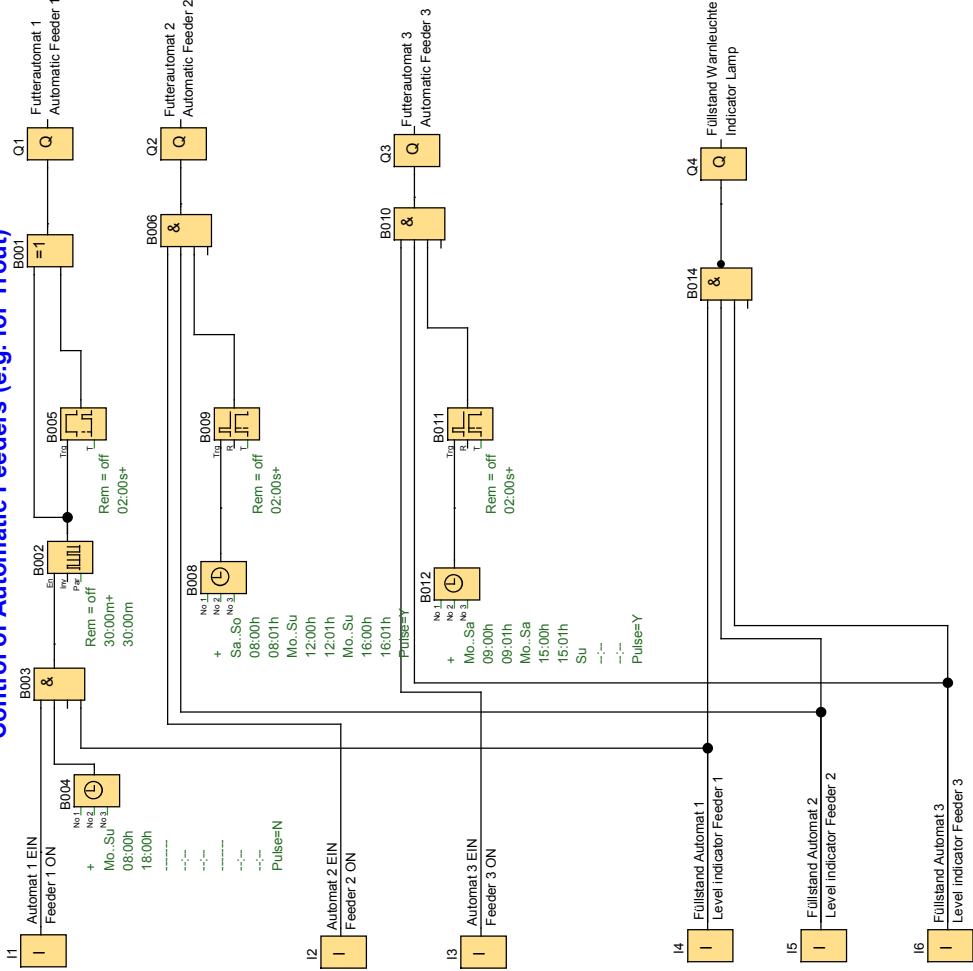 Control of Automatic Feeders (e.g. for Trout)
I1
I
Automat 1 EIN
Feeder 1 ON
B004
No 1
No 2
No 3
+
Mo..Su
08:00h
18:00h
------
--:--
--:--
------
--:--
--:--
Pulse=N
B003
&
B002
En
Inv
Par
Rem = off
30:00m+
30:00m
B005
Trg
T
Rem = off
02:00s+
B001
=1
Q1
Q
Futterautomat 1
Automatic Feeder 1
I2
I
Automat 2 EIN
Feeder 2 ON
B008
No 1
No 2
No 3
+
Sa..So
08:00h
08:01h
Mo..Su
12:00h
12:01h
Mo..Su
16:00h
16:01h
Pulse=Y
B009
Trg
R
T
Rem = off
02:00s+
B006
&
Q2
Q
Futterautomat 2
Automatic Feeder 2
I3
I
Automat 3 EIN
Feeder 3 ON
B012
No 1
No 2
No 3
+
Mo..Sa
09:00h
09:01h
Mo..Sa
15:00h
15:01h
Su
--:--
--:--
Pulse=Y
B011
Trg
R
T
Rem = off
02:00s+
B010
&
Q3
Q
Futterautomat 3
Automatic Feeder 3
I4
I
Füllstand Automat 1
Level indicator Feeder 1
I5
I
Füllstand Automat 2
Level indicator Feeder 2
I6
I
Füllstand Automat 3
Level indicator Feeder 3
B014
&
Q4
Q
Füllstand Warnleuchte
Indicator Lamp